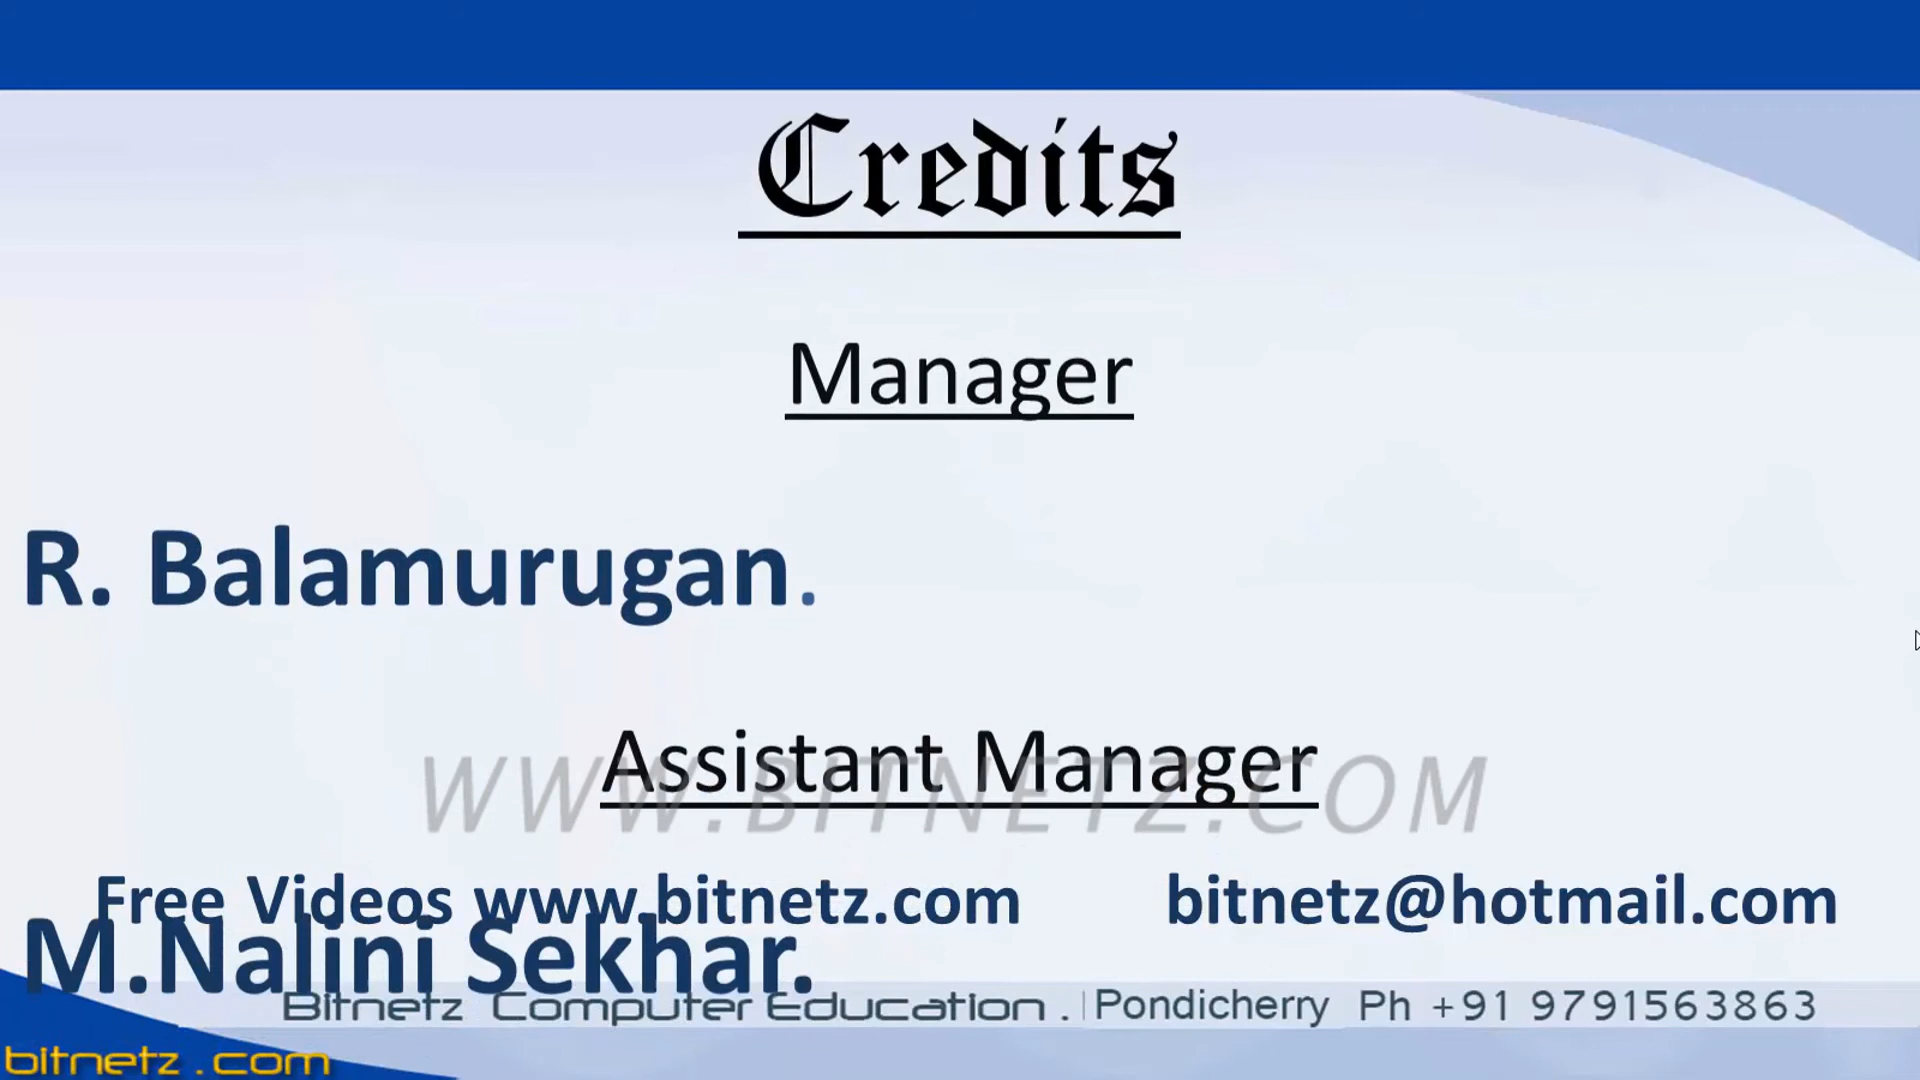 Credits
Manager
R. Balamurugan.
Assistant Manager
WWW.BITNETZ.COM
Free Videos www.bitnetz.com bitnetz@hotmail.com
M.Nalini Sekhar.
Bitnetz Computer Education . Pondicherry Ph +91 9791563863
bitnetz.com